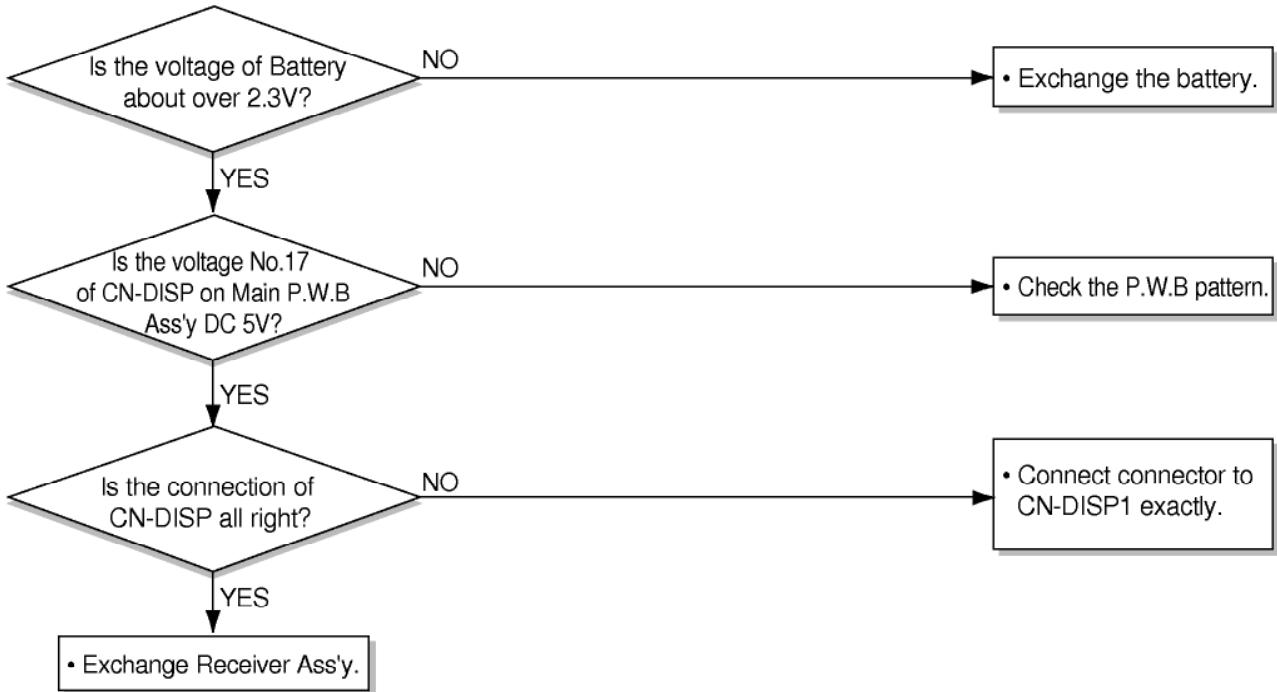 Is the voltage of Battery
about over 2.3V?
NO
• Exchange the battery.
YES
Is the voltage No.17
of CN-DISP on Main P.W.B
Ass'y DC 5V?
NO
• Check the P.W.B pattern.
YES
Is the connection of
CN-DISP all right?
NO
• Connect connector to
CN-DISP1 exactly.
YES
• Exchange Receiver Ass'y.